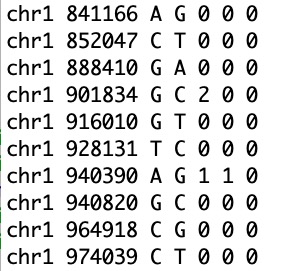 chr1 841166 A G 0 0 0
chr1 852047 C T 0 0 0
chr1 888410 G A 0 0 0
chr1 901834 G C 2 0 0
chr1 916010 G T 0 0 0
chr1 928131 T C 0 0 0
chr1 940390 A G 1 1 0
chr1 940820 G C 0 0 0
chr1 964918 C G 0 0 0
chr1 974039 C T 0 0 0